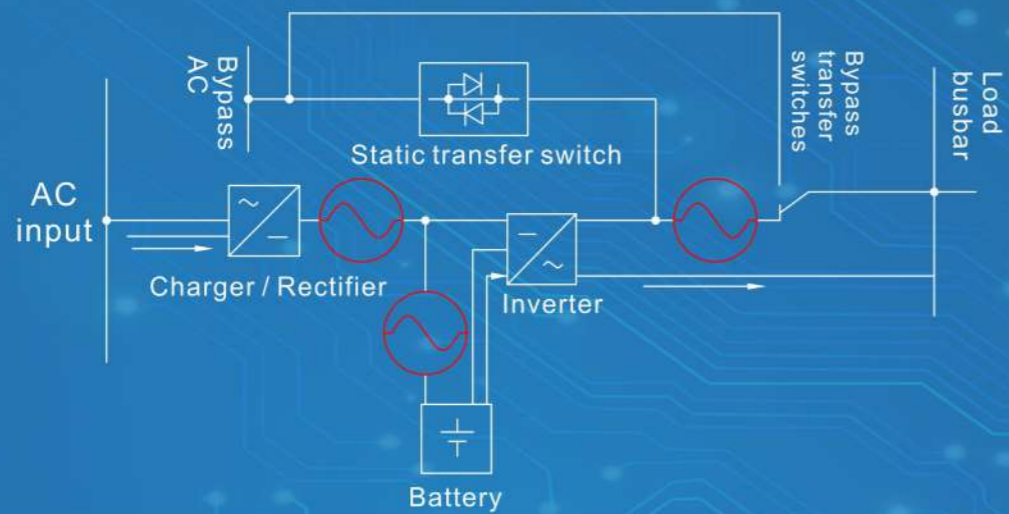 Bypass
AC
Static transfer switch
Bypass
transfer
switches
Load
busbar
AC
input
Charger / Rectifier
Inverter
Battery